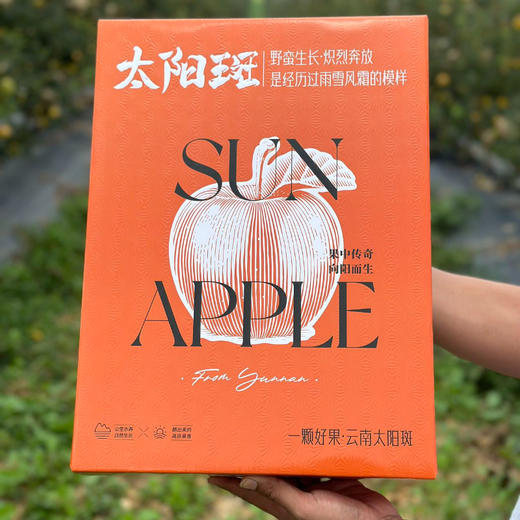 太阳斑
野蛮生长·炽烈奔放
是经历过雨雪风霜的模样
SUN
果中传奇
向阳而生
APPLE
· From Yunnan ·
一颗好果·云南太阳斑